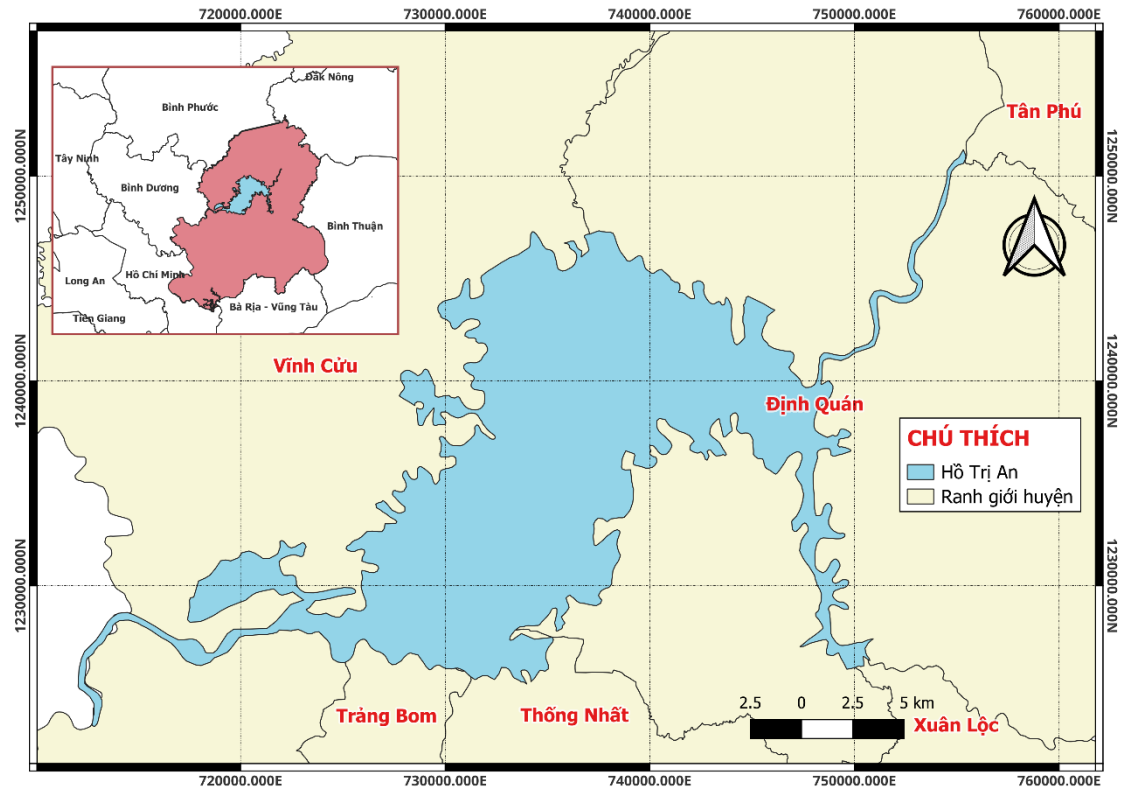 720000.000E 730000.000E 740000.000E 750000.000E 760000.000E
Đăk Nông
Bình Phước
Tây Ninh
Bình Dương
Bình Thuận
Hồ Chí Minh
Long An
Bà Rịa - Vũng Tàu
Tiền Giang
Tân Phú
1250000.000N 1250000.000N
Vĩnh Cửu
1240000.000N 1240000.000N
Định Quán
CHÚ THÍCH
Hồ Trị An
Ranh giới huyện
1230000.000N 1230000.000N
2.5 0 2.5 5 km
Trảng Bom
Thống Nhất
Xuân Lộc
720000.000E 730000.000E 740000.000E 750000.000E 760000.000E